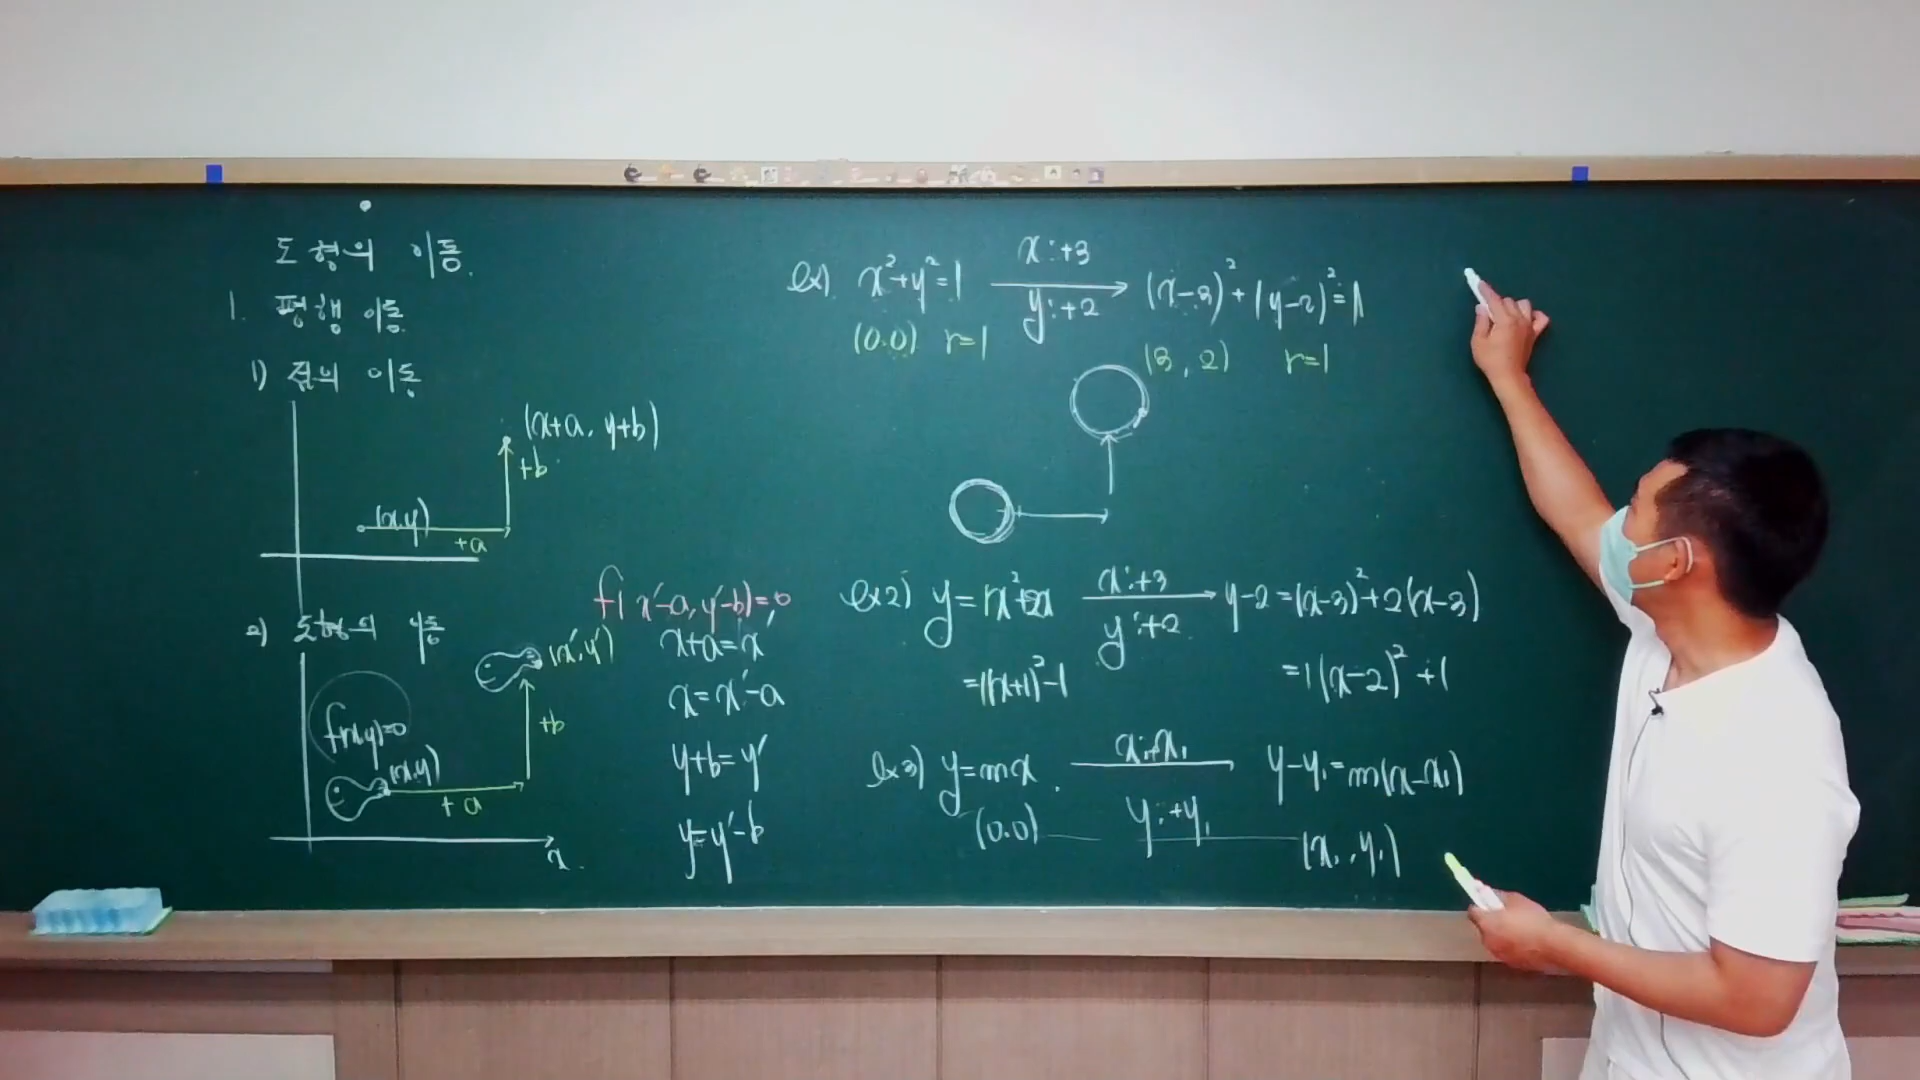 도형의 이동.
1. 평행 이동
1) 점의 이동
(x+a, y+b)
+b
(x,y)
+a
2) 도형의 이동
(x',y')
f(x,y)=0
+b
(x,y)
+a
x
f(x'-a, y'-b)=0
x+a=x'
x=x'-a
y+b=y'
y=y'-b
ex) x²+y²=1 x:+3 y:+2 (x-3)²+(y-2)²=1
(0.0) r=1 (3, 2) r=1
ex2) y=x²+2x x:+3 y:+2 y-2=(x-3)²+2(x-3)
=(x+1)²-1 =1(x-2)²+1
ex3) y=mx x:+x₁ y:+y₁ y-y₁=m(x-x₁)
(0.0) (x₁, y₁)